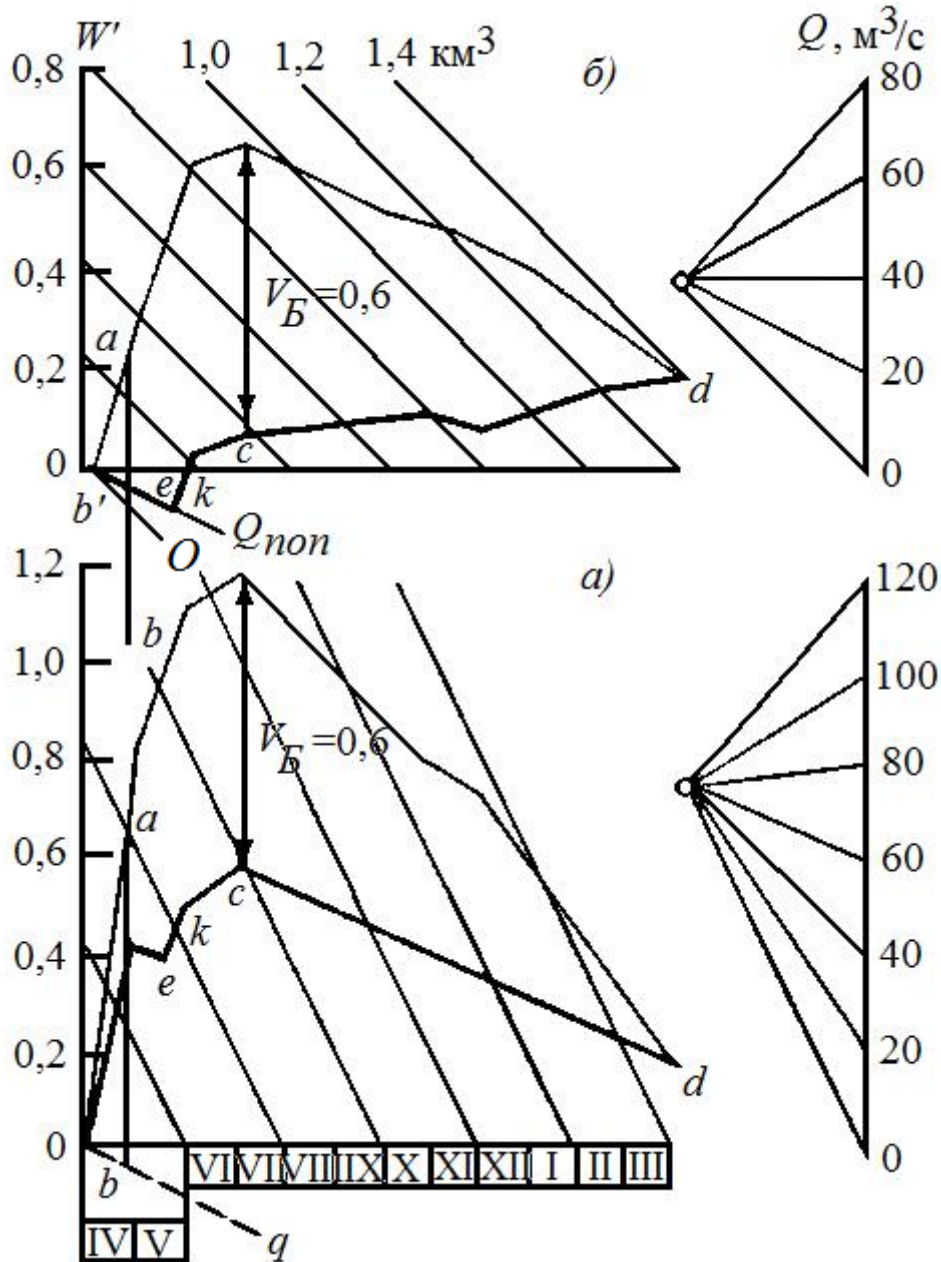 W' 1,0 1,2 1,4 км³ б) Q, м³/с
0,8 80
0,6 60
0,4 V_Б=0,6 40
a
0,2 20
d
0 c 0
b' e k
O Q_поп
1,2 а) 120
b
1,0 100
0,8 V_Б=0,6 80
a
0,6 60
c
k
0,4 e 40
0,2 20
d
0 0
b VI VII VII IIX X XI XII I II III
q
IV V